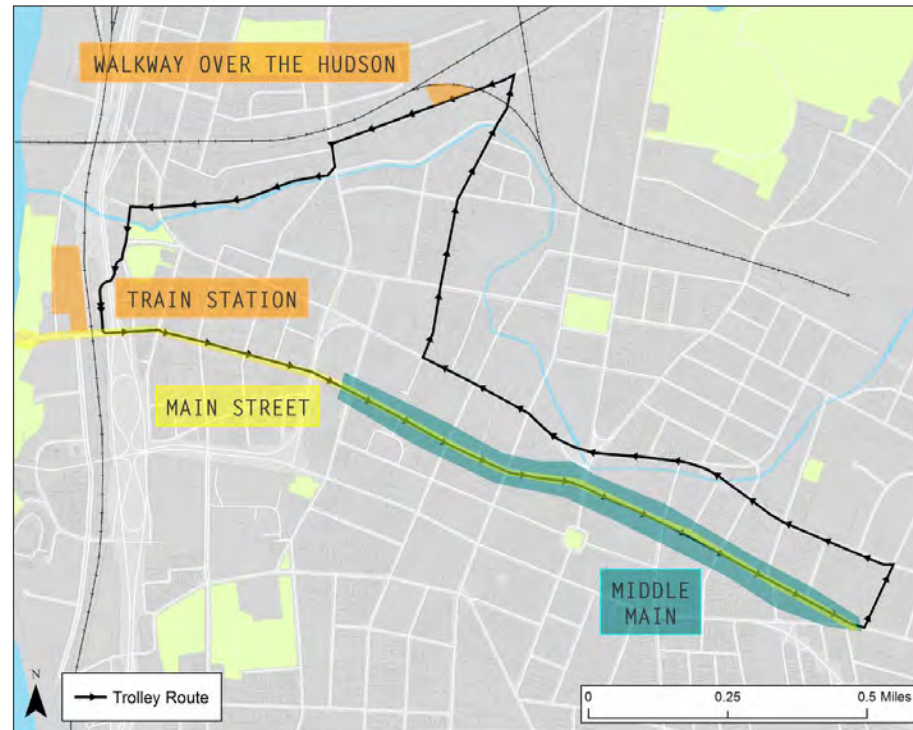 WALKWAY OVER THE HUDSON
TRAIN STATION
MAIN STREET
MIDDLE
MAIN
N
Trolley Route
0 0.25 0.5 Miles